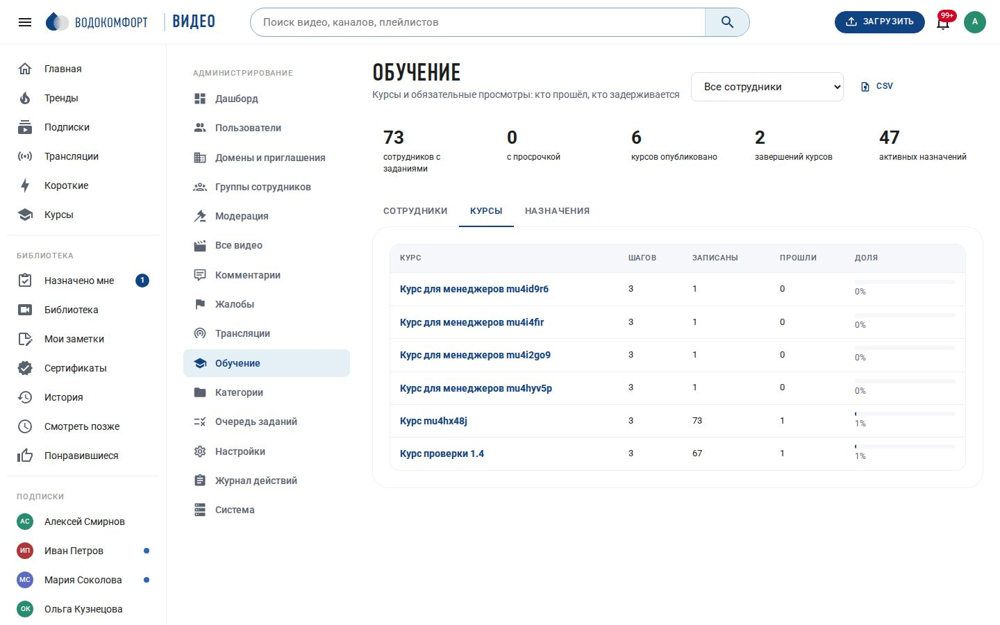 ВОДОКОМФОРТ
ВИДЕО
Поиск видео, каналов, плейлистов
ЗАГРУЗИТЬ
99+
А
Главная
Тренды
Подписки
Трансляции
Короткие
Курсы
БИБЛИОТЕКА
Назначено мне
1
Библиотека
Мои заметки
Сертификаты
История
Смотреть позже
Понравившиеся
ПОДПИСКИ
АС
Алексей Смирнов
ИП
Иван Петров
МС
Мария Соколова
ОК
Ольга Кузнецова
АДМИНИСТРИРОВАНИЕ
Дашборд
Пользователи
Домены и приглашения
Группы сотрудников
Модерация
Все видео
Комментарии
Жалобы
Трансляции
Обучение
Категории
Очередь заданий
Настройки
Журнал действий
Система
ОБУЧЕНИЕ
Курсы и обязательные просмотры: кто прошёл, кто задерживается
Все сотрудники
CSV
73
сотрудников с
заданиями
0
с просрочкой
6
курсов опубликовано
2
завершений курсов
47
активных назначений
СОТРУДНИКИ КУРСЫ НАЗНАЧЕНИЯ
КУРС ШАГОВ ЗАПИСАНЫ ПРОШЛИ ДОЛЯ
Курс для менеджеров mu4id9r6 3 1 0 0%
Курс для менеджеров mu4i4fir 3 1 0 0%
Курс для менеджеров mu4i2go9 3 1 0 0%
Курс для менеджеров mu4hyv5p 3 1 0 0%
Курс mu4hx48j 3 73 1 1%
Курс проверки 1.4 3 67 1 1%